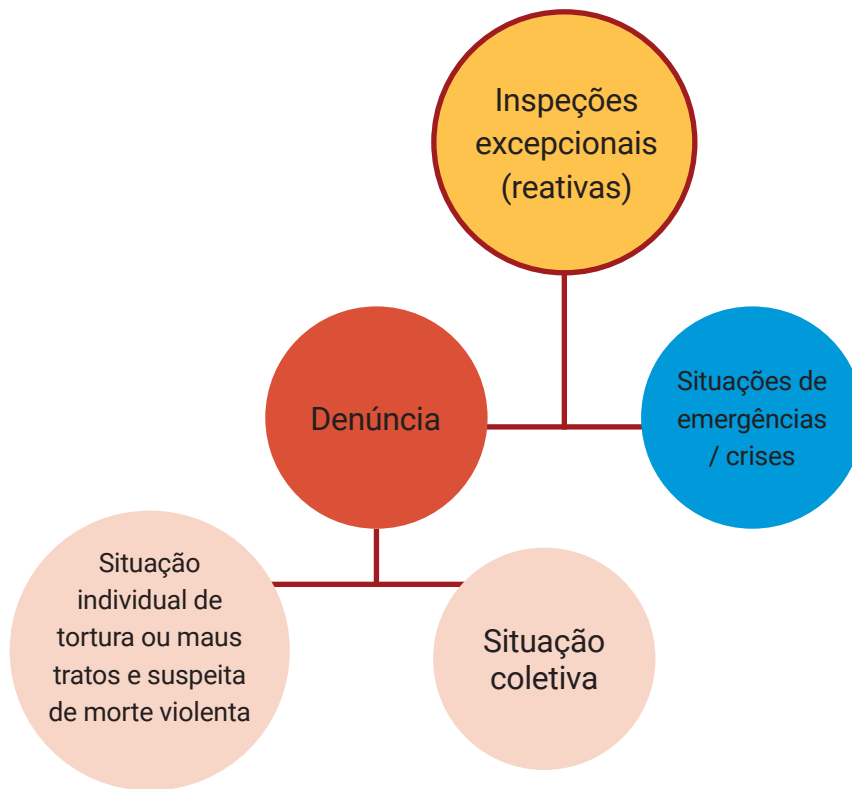 Inspeções
excepcionais
(reativas)
Denúncia
Situações de
emergências
/ crises
Situação
individual de
tortura ou maus
tratos e suspeita
de morte violenta
Situação
coletiva